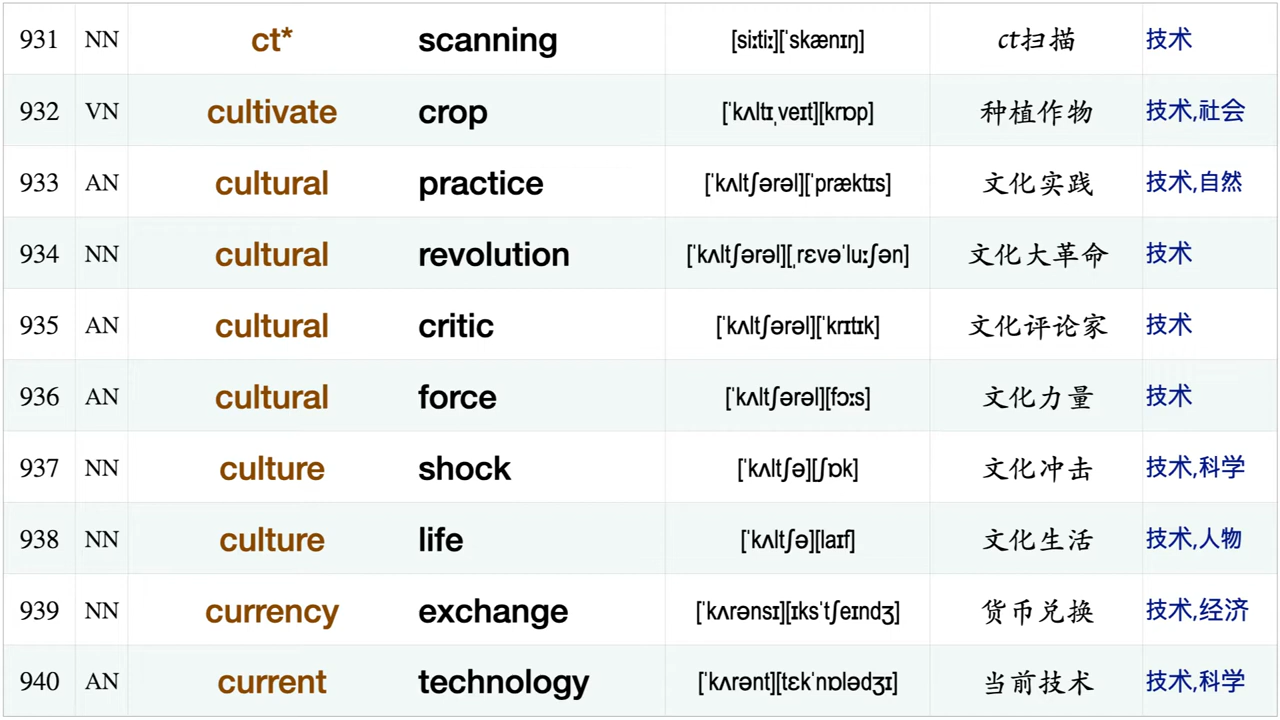 931 NN ct* scanning [siːtiː][ˈskænɪŋ] ct扫描 技术
932 VN cultivate crop [ˈkʌltɪˌveɪt][krɒp] 种植作物 技术,社会
933 AN cultural practice [ˈkʌltʃərəl][ˈpræktɪs] 文化实践 技术,自然
934 NN cultural revolution [ˈkʌltʃərəl][ˌrɛvəˈluːʃən] 文化大革命 技术
935 AN cultural critic [ˈkʌltʃərəl][ˈkrɪtɪk] 文化评论家 技术
936 AN cultural force [ˈkʌltʃərəl][fɔːs] 文化力量 技术
937 NN culture shock [ˈkʌltʃə][ʃɒk] 文化冲击 技术,科学
938 NN culture life [ˈkʌltʃə][laɪf] 文化生活 技术,人物
939 NN currency exchange [ˈkʌrənsɪ][ɪksˈtʃeɪndʒ] 货币兑换 技术,经济
940 AN current technology [ˈkʌrənt][tɛkˈnɒlədʒɪ] 当前技术 技术,科学